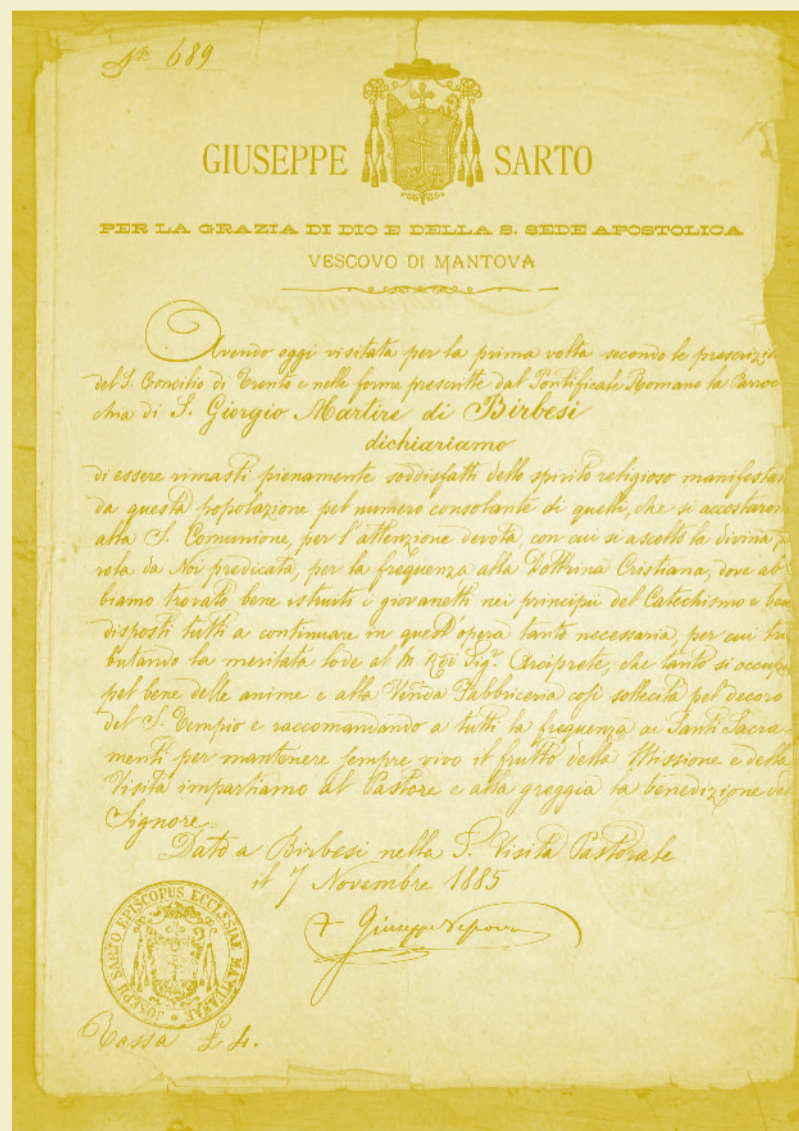 N° 689
GIUSEPPE SARTO
PER LA GRAZIA DI DIO E DELLA S. SEDE APOSTOLICA
VESCOVO DI MANTOVA
Avendo oggi visitata per la prima volta secondo le prescrizi
del S. Concilio di Trento e nelle forme prescritte dal Pontificale Romano la Parroc
chia di S. Giorgio Martire di Birbesi
dichiariamo
di essere rimasti pienamente soddisfatti dello spirito religioso manifestat
da questa popolazione pel numero consolante di quelli, che si accostaron
alla S. Comunione, per l'attenzione devota, con cui si ascoltò la divina pa
rola da Noi predicata, per la frequenza alla Dottrina Cristiana, dove ab
biamo trovato bene istruiti i giovanetti nei principii del Catechismo e ben
disposti tutti a continuare in quest'opera tanto necessaria, per cui tri
butando la meritata lode al M. Rdo Sigr. Arciprete, che tanto si occupa
pel bene delle anime e alla Venda Fabbriceria così sollecita pel decoro
del S. Tempio e raccomandando a tutti la frequenza ai Santi Sacra-
menti per mantenere sempre vivo il frutto della Missione e della
Visita impartiamo al Pastore e alla greggia la benedizione del
Signore.
Dato a Birbesi nella S. Visita Pastorale
il 7 Novembre 1885
+ Giuseppe Vescovo
JOSEPH SARTO EPISCOPUS ECCLESIAE MANTUANAE
Tassa £ 4.